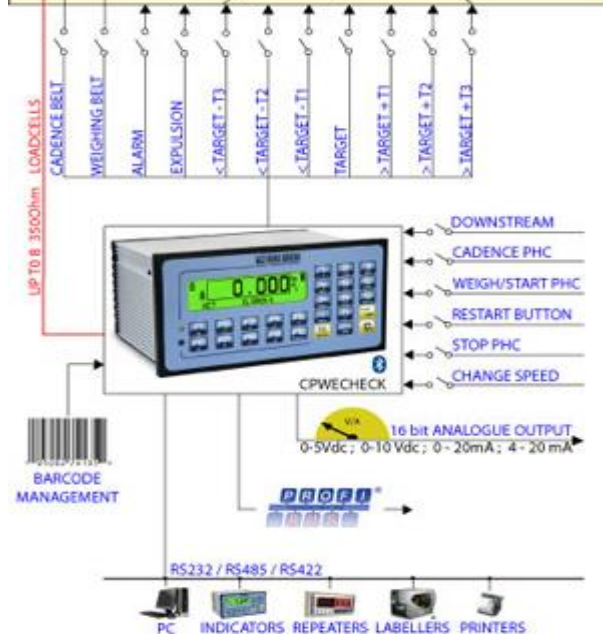 UP TO 8 350Ohm LOADCELLS
CADENCE BELT
WEIGHING BELT
ALARM
EXPULSION
< TARGET - T3
< TARGET - T2
< TARGET - T1
TARGET
> TARGET + T1
> TARGET + T2
> TARGET + T3
DOWNSTREAM
CADENCE PHC
WEIGH/START PHC
RESTART BUTTON
STOP PHC
CHANGE SPEED
0.000
CPWECHECK
V/A
16 bit ANALOGUE OUTPUT
0-5Vdc ; 0-10 Vdc ; 0 - 20mA ; 4 - 20 mA
BARCODE
MANAGEMENT
PROFI
BUS
RS232 / RS485 / RS422
PC INDICATORS REPEATERS LABELLERS PRINTERS